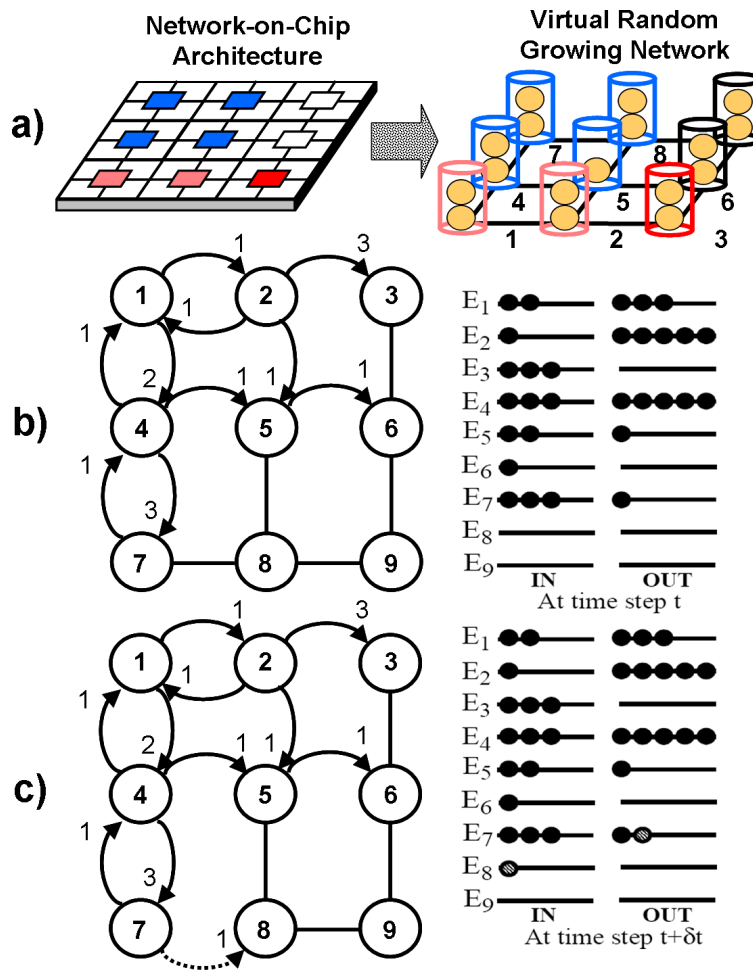 Network-on-Chip
Architecture
Virtual Random
Growing Network
a)
7 8
4 5 6
1 2 3
b)
1 3
1 2 3
1 1
2 1 1 1
4 5 6
1 3
7 8 9
E1
E2
E3
E4
E5
E6
E7
E8
E9
IN OUT
At time step t
c)
1 3
1 2 3
1 1
2 1 1 1
4 5 6
1 3
7 1 8 9
E1
E2
E3
E4
E5
E6
E7
E8
E9
IN OUT
At time step t+δt